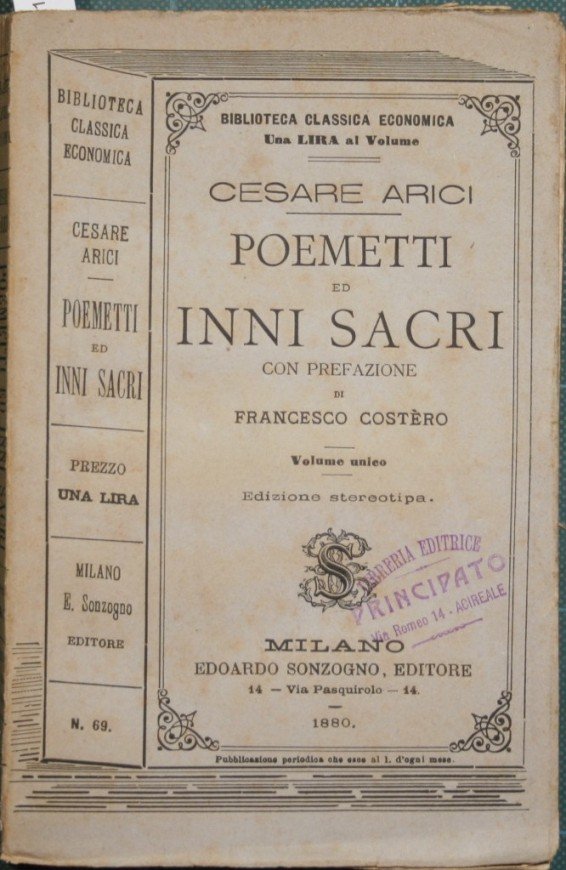 BIBLIOTECA
CLASSICA
ECONOMICA
CESARE
ARICI
POEMETTI
ED
INNI SACRI
PREZZO
UNA LIRA
MILANO
E. Sonzogno
EDITORE
N. 69.
BIBLIOTECA CLASSICA ECONOMICA
Una LIRA al Volume
CESARE ARICI
POEMETTI
ED
INNI SACRI
CON PREFAZIONE
DI
FRANCESCO COSTÈRO
Volume unico
Edizione stereotipa.
S
LIBRERIA EDITRICE
PRINCIPATO
Via Romeo 14 - ACIREALE
MILANO
EDOARDO SONZOGNO, EDITORE
14 — Via Pasquirolo — 14.
1880.
Pubblicazione periodica che esce al 1. d'ogni mese.